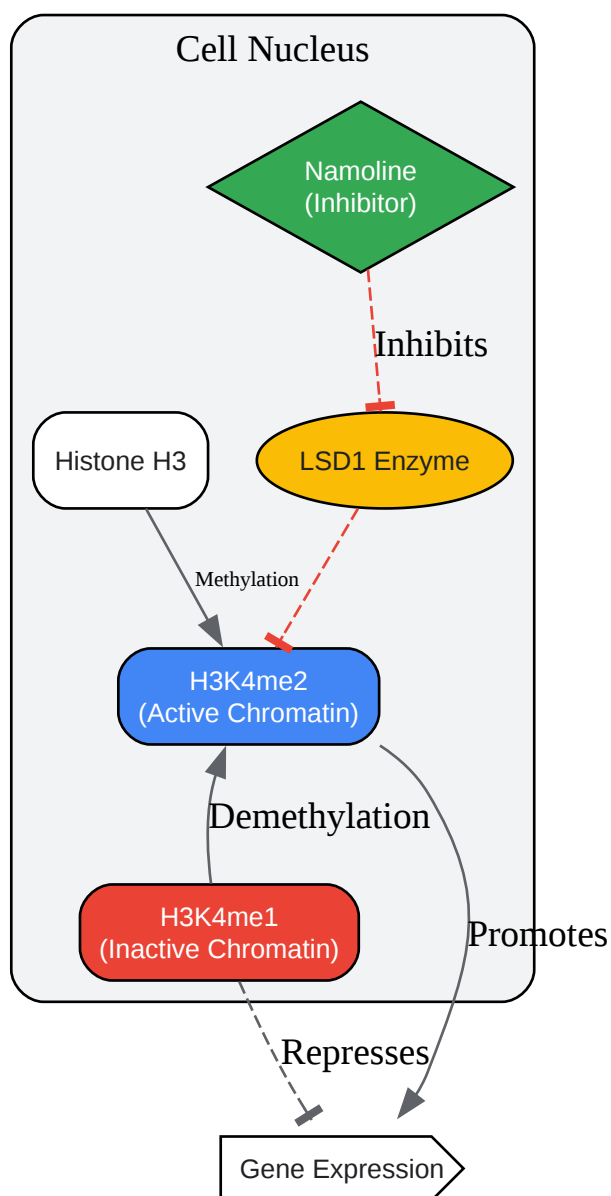 Cell Nucleus
Namoline
(Inhibitor)
Inhibits
Histone H3
LSD1 Enzyme
Methylation
H3K4me2
(Active Chromatin)
Demethylation
H3K4me1
(Inactive Chromatin)
Promotes
Represses
Gene Expression